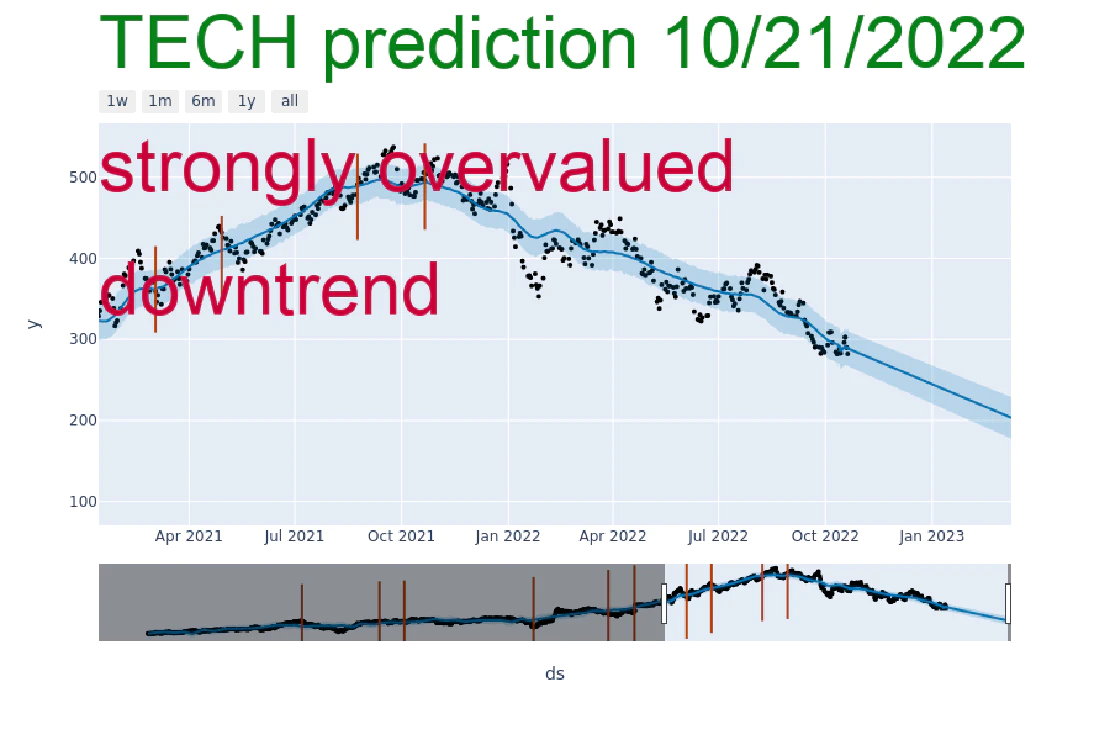 TECH prediction 10/21/2022
1w 1m 6m 1y all
strongly overvalued
500
400
downtrend
300
y
200
100
Apr 2021 Jul 2021 Oct 2021 Jan 2022 Apr 2022 Jul 2022 Oct 2022 Jan 2023
ds